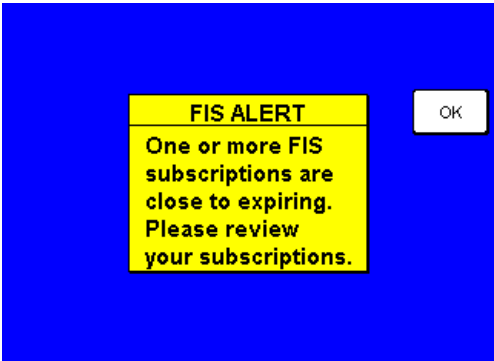 FIS ALERT
OK
One or more FIS
subscriptions are
close to expiring.
Please review
your subscriptions.